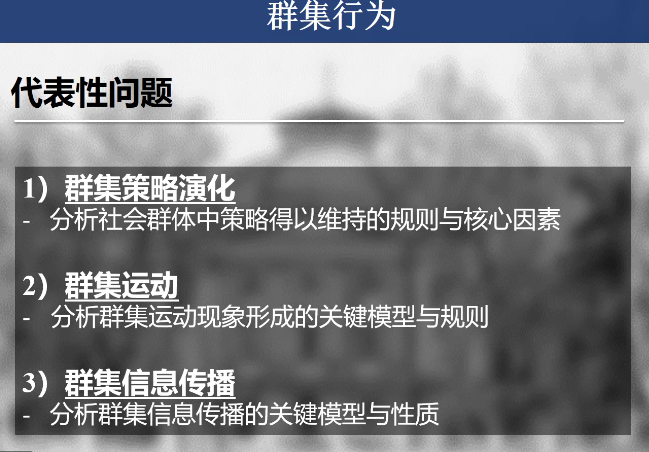 群集行为
代表性问题
1）群集策略演化
- 分析社会群体中策略得以维持的规则与核心因素
2）群集运动
- 分析群集运动现象形成的关键模型与规则
3）群集信息传播
- 分析群集信息传播的关键模型与性质